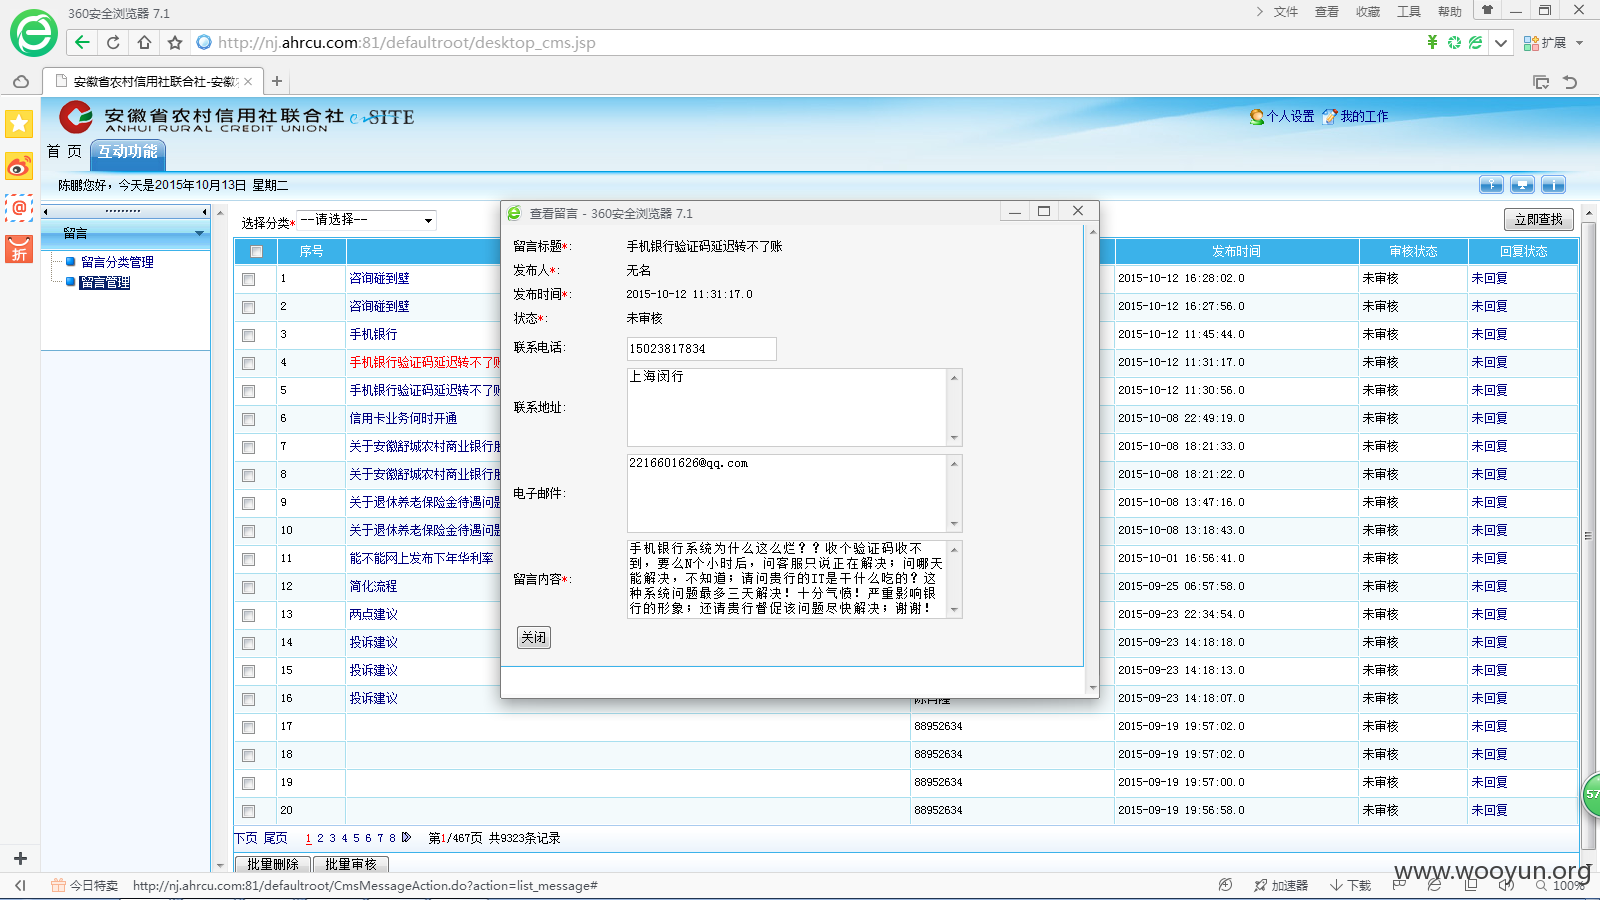 360安全浏览器 7.1
文件 查看 收藏 工具 帮助
http://nj.ahrcu.com:81/defaultroot/desktop_cms.jsp
扩展
安徽省农村信用社联合社-安徽
安徽省农村信用社联合社 e-SITE
ANHUI RURAL CREDIT UNION
个人设置 我的工作
首 页 互动功能
陈鹏您好，今天是2015年10月13日 星期二
留言
留言分类管理
留言管理
选择分类* --请选择--
立即查找
序号 发布时间 审核状态 回复状态
1 咨询碰到壁 2015-10-12 16:28:02.0 未审核 未回复
2 咨询碰到壁 2015-10-12 16:27:56.0 未审核 未回复
3 手机银行 2015-10-12 11:45:44.0 未审核 未回复
4 手机银行验证码延迟转不了账 2015-10-12 11:31:17.0 未审核 未回复
5 手机银行验证码延迟转不了账 2015-10-12 11:30:56.0 未审核 未回复
6 信用卡业务何时开通 2015-10-08 22:49:19.0 未审核 未回复
7 关于安徽舒城农村商业银行股 2015-10-08 18:21:33.0 未审核 未回复
8 关于安徽舒城农村商业银行股 2015-10-08 18:21:22.0 未审核 未回复
9 关于退休养老保险金待遇问题 2015-10-08 13:47:16.0 未审核 未回复
10 关于退休养老保险金待遇问题 2015-10-08 13:18:43.0 未审核 未回复
11 能不能网上发布下年华利率 2015-10-01 16:56:41.0 未审核 未回复
12 简化流程 2015-09-25 06:57:58.0 未审核 未回复
13 两点建议 2015-09-23 22:34:54.0 未审核 未回复
14 投诉建议 2015-09-23 14:18:18.0 未审核 未回复
15 投诉建议 2015-09-23 14:18:13.0 未审核 未回复
16 投诉建议 2015-09-23 14:18:07.0 未审核 未回复
17 88952634 2015-09-19 19:57:02.0 未审核 未回复
18 88952634 2015-09-19 19:57:02.0 未审核 未回复
19 88952634 2015-09-19 19:57:00.0 未审核 未回复
20 88952634 2015-09-19 19:56:58.0 未审核 未回复
下页 尾页 1 2 3 4 5 6 7 8 第1/467页 共9323条记录
批量删除 批量审核
查看留言 - 360安全浏览器 7.1
留言标题*: 手机银行验证码延迟转不了账
发布人*: 无名
发布时间*: 2015-10-12 11:31:17.0
状态*: 未审核
联系电话: 15023817834
联系地址: 上海闵行
电子邮件: 2216601626@qq.com
留言内容*:
手机银行系统为什么这么烂？？收个验证码收不
到，要么N个小时后，问客服只说正在解决；问哪天
能解决，不知道；请问贵行的IT是干什么吃的？这
种系统问题最多三天解决！十分气愤！严重影响银
行的形象；还请贵行督促该问题尽快解决；谢谢！
关闭
57
今日特卖 http://nj.ahrcu.com:81/defaultroot/CmsMessageAction.do?action=list_message#
加速器 下载 100%
www.wooyun.org